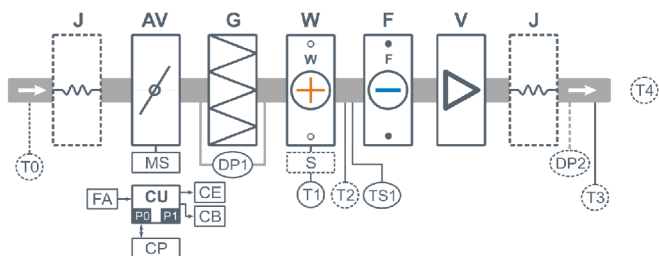 J AV G W F V J
W F
T4
MS DP1 S DP2
T0 T1 T2 TS1 T3
FA CU CE
P0 P1 CB
CP